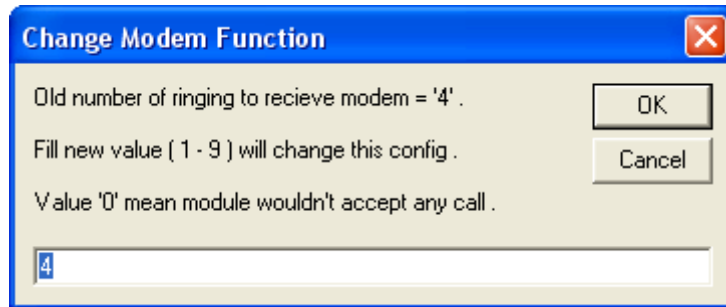 Change Modem Function
Old number of ringing to recieve modem = '4' .
OK
Fill new value ( 1 - 9 ) will change this config .
Cancel
Value '0' mean module wouldn't accept any call .
4